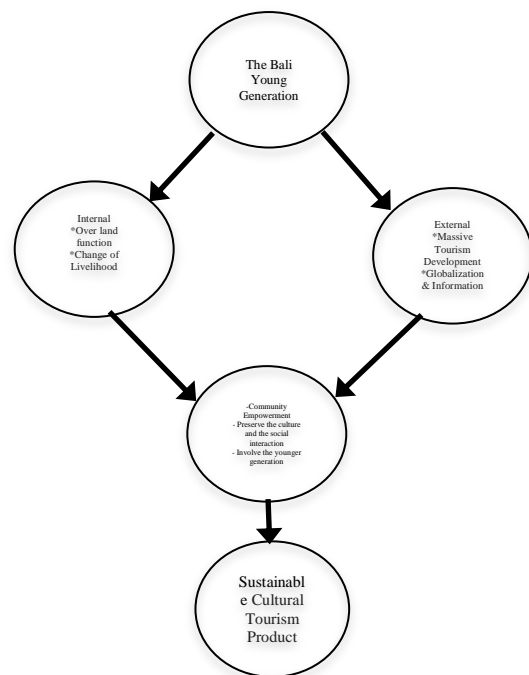 The Bali
Young
Generation
Internal
*Over land
function
*Change of
Livelihood
External
*Massive
Tourism
Development
*Globalization
& Information
-Community
Empowerment
- Preserve the culture
and the social
interaction
- Involve the younger
generation
Sustainabl
e Cultural
Tourism
Product